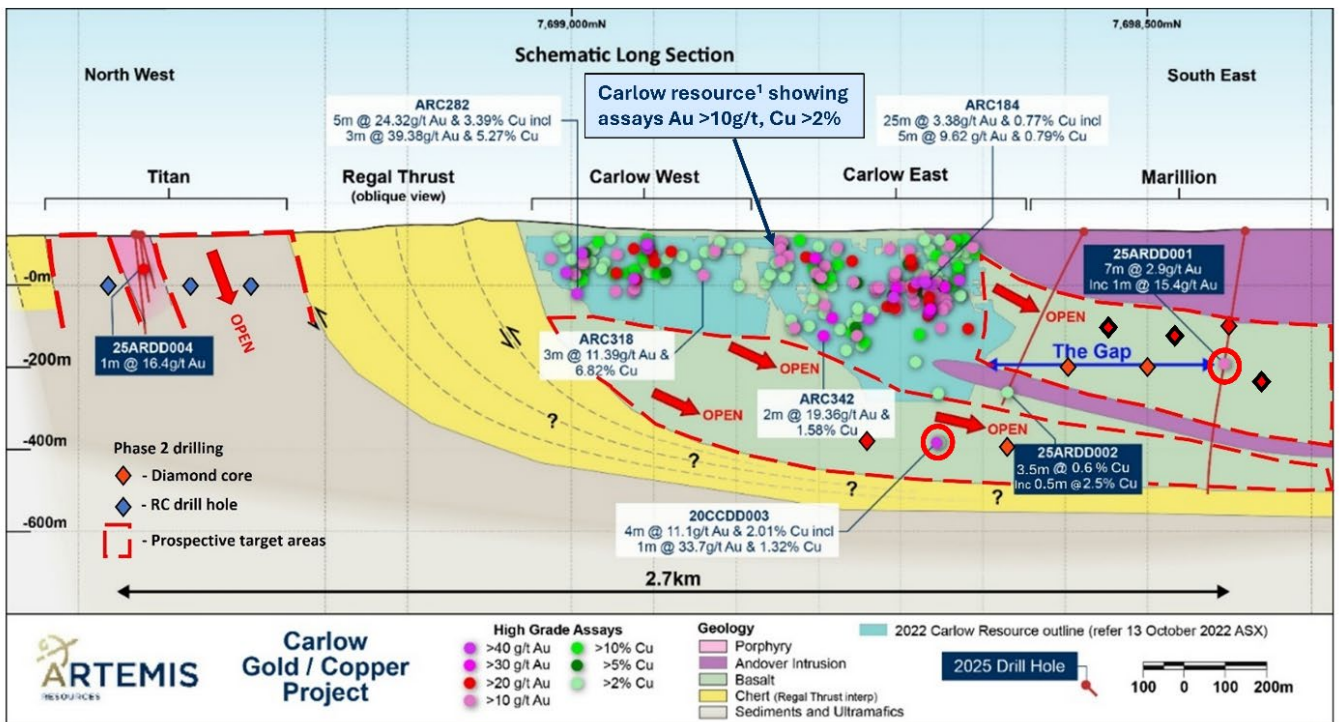 7,699,000mN
7,698,500mN
Schematic Long Section
North West
South East
ARC282
5m @ 24.32g/t Au & 3.39% Cu incl
3m @ 39.38g/t Au & 5.27% Cu
Carlow resource¹ showing
assays Au >10g/t, Cu >2%
ARC184
25m @ 3.38g/t Au & 0.77% Cu incl
5m @ 9.62 g/t Au & 0.79% Cu
Titan
Regal Thrust
(oblique view)
Carlow West
Carlow East
Marillion
25ARDD001
7m @ 2.9g/t Au
Inc 1m @ 15.4g/t Au
-0m
OPEN
OPEN
25ARDD004
1m @ 16.4g/t Au
ARC318
3m @ 11.39g/t Au &
6.82% Cu
The Gap
-200m
OPEN
OPEN
ARC342
2m @ 19.36g/t Au &
1.58% Cu
OPEN
?
?
?
?
-400m
25ARDD002
3.5m @ 0.6 % Cu
Inc 0.5m @ 2.5% Cu
Phase 2 drilling
- Diamond core
- RC drill hole
- Prospective target areas
-600m
20CCDD003
4m @ 11.1g/t Au & 2.01% Cu incl
1m @ 33.7g/t Au & 1.32% Cu
2.7km
ARTEMIS
RESOURCES
Carlow
Gold / Copper
Project
High Grade Assays
>40 g/t Au
>30 g/t Au
>20 g/t Au
>10 g/t Au
>10% Cu
>5% Cu
>2% Cu
Geology
Porphyry
Andover Intrusion
Basalt
Chert (Regal Thrust interp)
Sediments and Ultramafics
2022 Carlow Resource outline (refer 13 October 2022 ASX)
2025 Drill Hole
100 0 100 200m